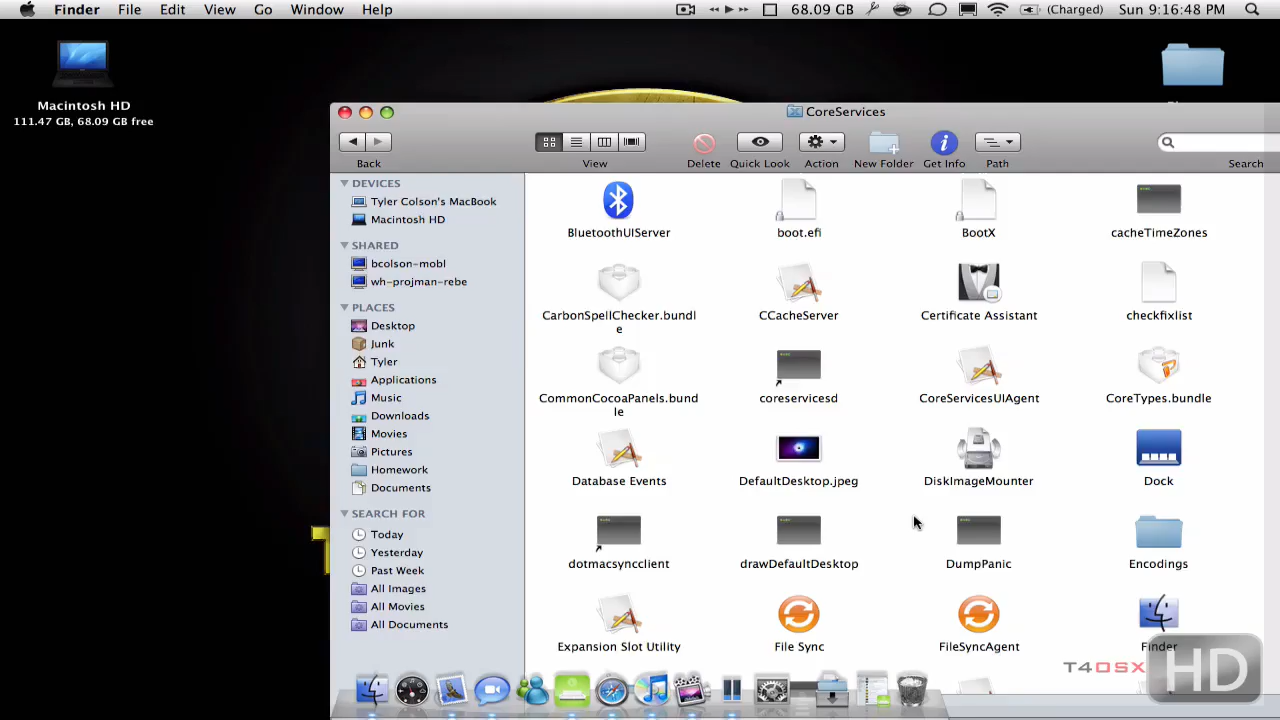 Finder File Edit View Go Window Help 68.09 GB (Charged) Sun 9:16:48 PM
Macintosh HD
111.47 GB, 68.09 GB free
CoreServices
Back View Delete Quick Look Action New Folder Get Info Path Search
DEVICES
Tyler Colson's MacBook
Macintosh HD
SHARED
bcolson-mobl
wh-projman-rebe
PLACES
Desktop
Junk
Tyler
Applications
Music
Downloads
Movies
Pictures
Homework
Documents
SEARCH FOR
Today
Yesterday
Past Week
All Images
All Movies
All Documents
BluetoothUIServer boot.efi BootX cacheTimeZones
CarbonSpellChecker.bundl
e
CCacheServer Certificate Assistant checkfixlist
CommonCocoaPanels.bund
le
coreservicesd CoreServicesUIAgent CoreTypes.bundle
Database Events DefaultDesktop.jpeg DiskImageMounter Dock
dotmacsyncclient drawDefaultDesktop DumpPanic Encodings
Expansion Slot Utility File Sync FileSyncAgent Finder
T4OSX HD